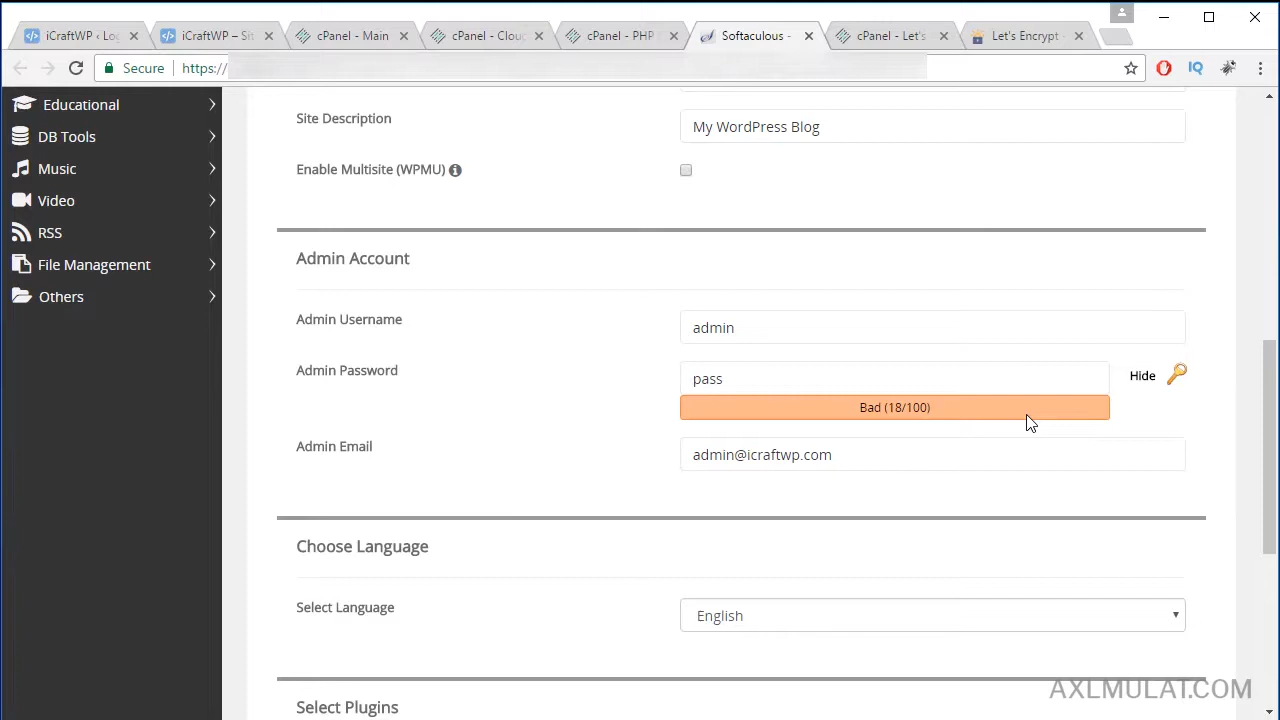 iCraftWP ‹ Log
iCraftWP – Sit
cPanel - Main
cPanel - Clou
cPanel - PHP
Softaculous -
cPanel - Let's
Let's Encrypt -
Secure
https://
IQ
Educational
DB Tools
Music
Video
RSS
File Management
Others
Site Description
My WordPress Blog
Enable Multisite (WPMU)
Admin Account
Admin Username
admin
Admin Password
pass
Hide
Bad (18/100)
Admin Email
admin@icraftwp.com
Choose Language
Select Language
English
AXLMULAT.COM
Select Plugins